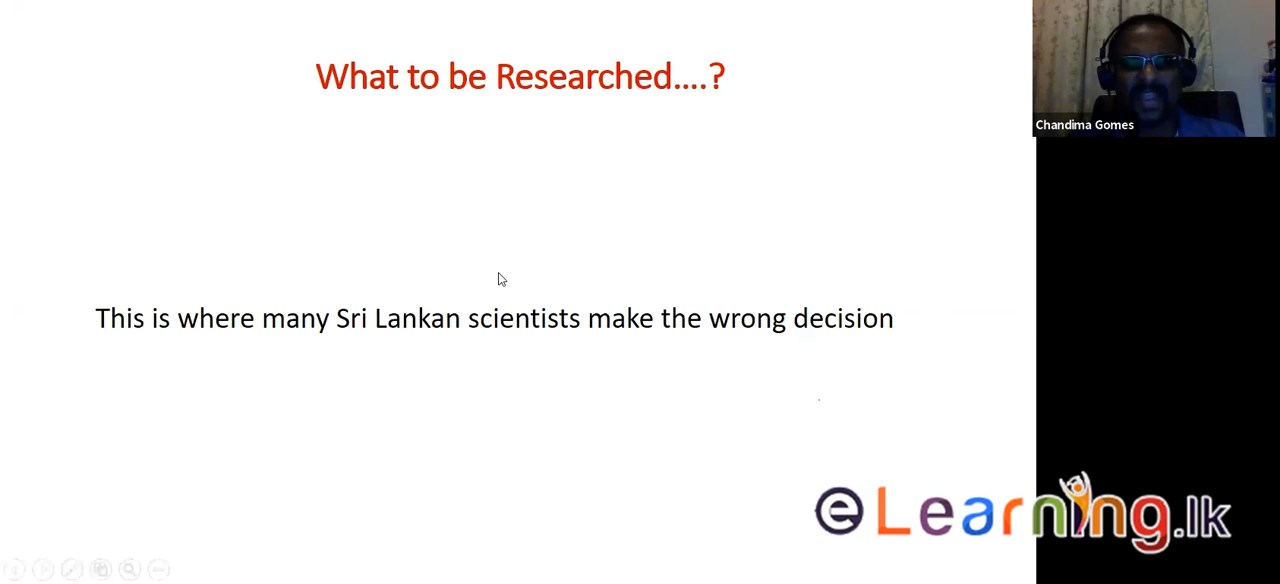 What to be Researched....?
Chandima Gomes
This is where many Sri Lankan scientists make the wrong decision
eLearning.lk